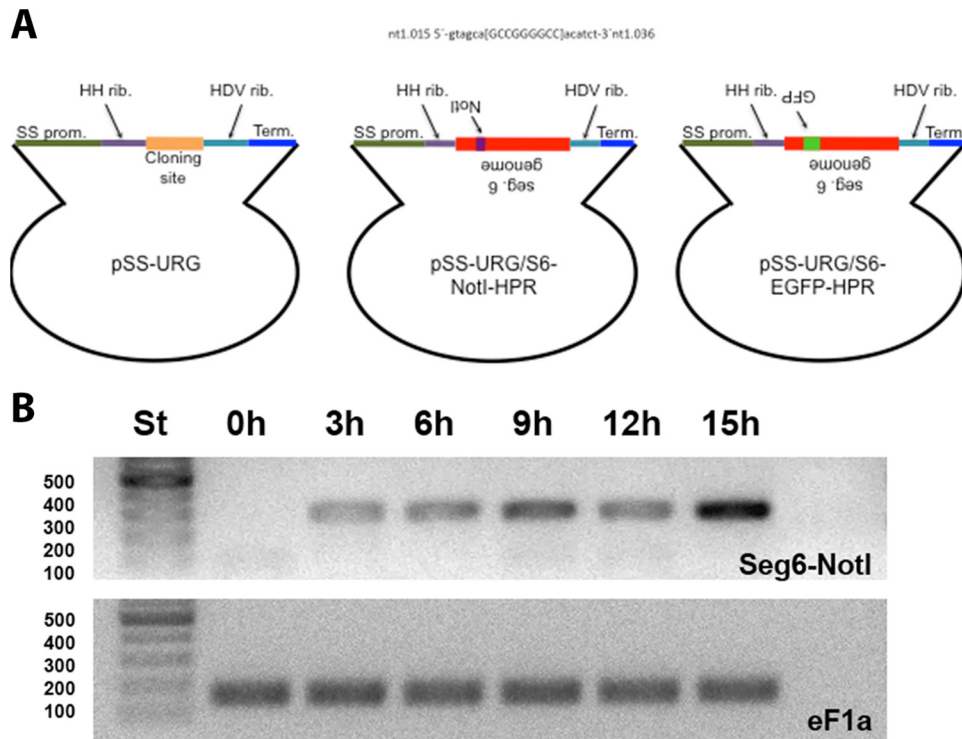 A
nt1.015 5´-gtagca[GCCGGGGCC]acatct-3´nt1.036
HH rib.
HDV rib.
SS prom.
Term.
Cloning
site
pSS-URG
HH rib.
NotI
HDV rib.
SS prom.
Term.
seg. 6
genome
pSS-URG/S6-
NotI-HPR
HH rib.
GFP
HDV rib.
SS prom.
Term.
seg. 6
genome
pSS-URG/S6-
EGFP-HPR
B
St 0h 3h 6h 9h 12h 15h
500
400
300
200
100
Seg6-NotI
500
400
300
200
100
eF1a